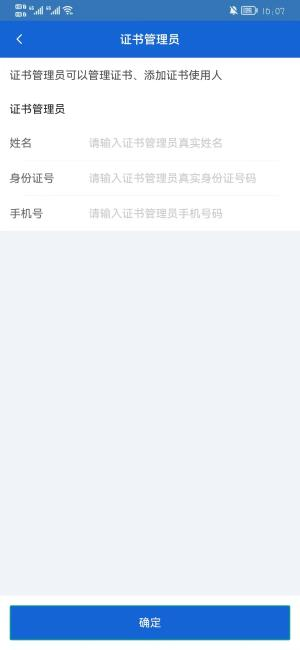 16:07
证书管理员
证书管理员可以管理证书、添加证书使用人
证书管理员
姓名 请输入证书管理员真实姓名
身份证号 请输入证书管理员真实身份证号码
手机号 请输入证书管理员手机号码
确定